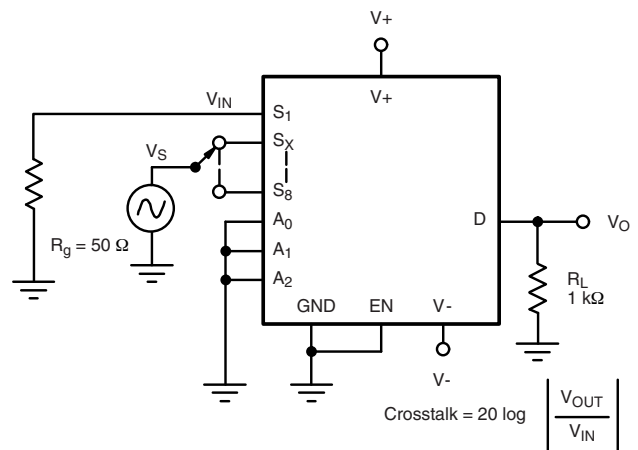 V+
V+
VIN
S1
VS
SX
S8
A0
Rg = 50 Ω
A1
A2
D
VO
RL
1 kΩ
GND
EN
V-
V-
Crosstalk = 20 log
VOUT
VIN